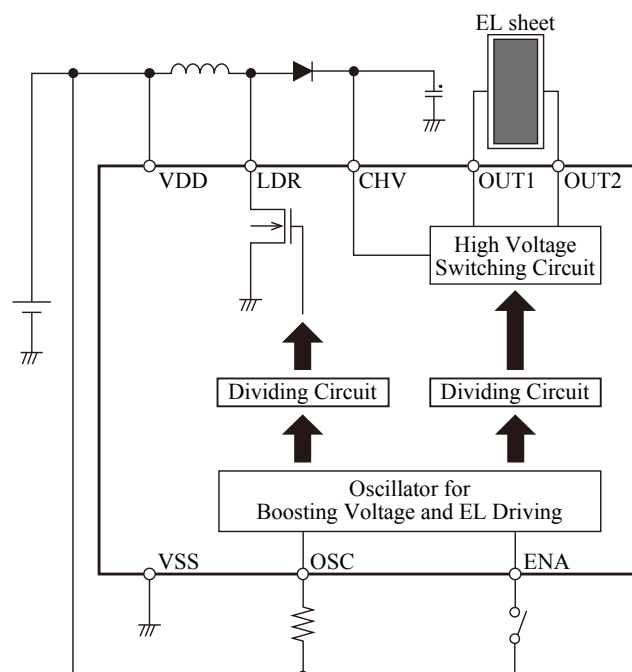 EL sheet
VDD
LDR
CHV
OUT1
OUT2
High Voltage
Switching Circuit
Dividing Circuit
Dividing Circuit
Oscillator for
Boosting Voltage and EL Driving
VSS
OSC
ENA